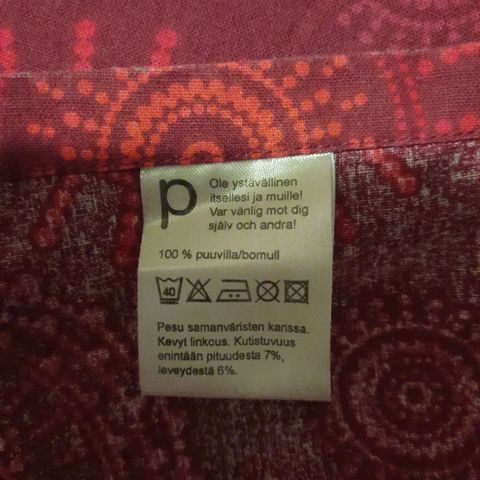 p
Ole ystävällinen
itsellesi ja muille!
Var vänlig mot dig
själv och andra!
100 % puuvilla/bomull
40
Pesu samanväristen kanssa.
Kevyt linkous. Kutistuvuus
enintään pituudesta 7%,
leveydestä 6%.